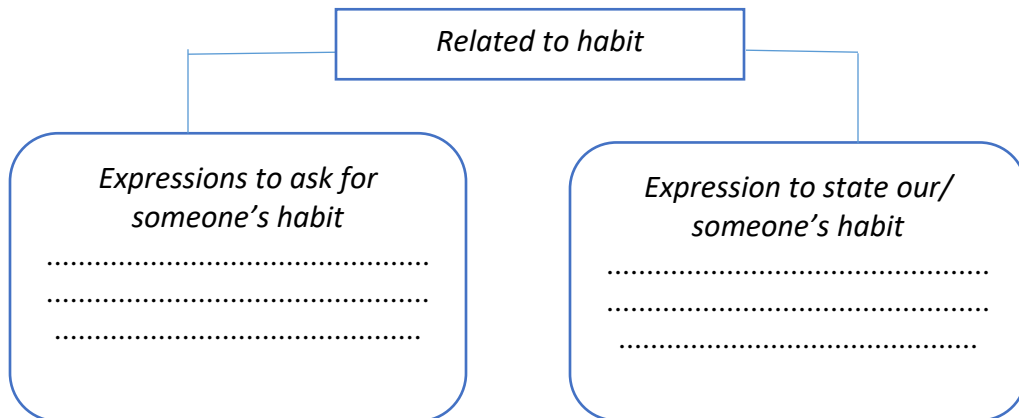 Related to habit
Expressions to ask for
someone’s habit
.................................................
.................................................
...............................................
Expression to state our/
someone’s habit
.................................................
.................................................
..............................................